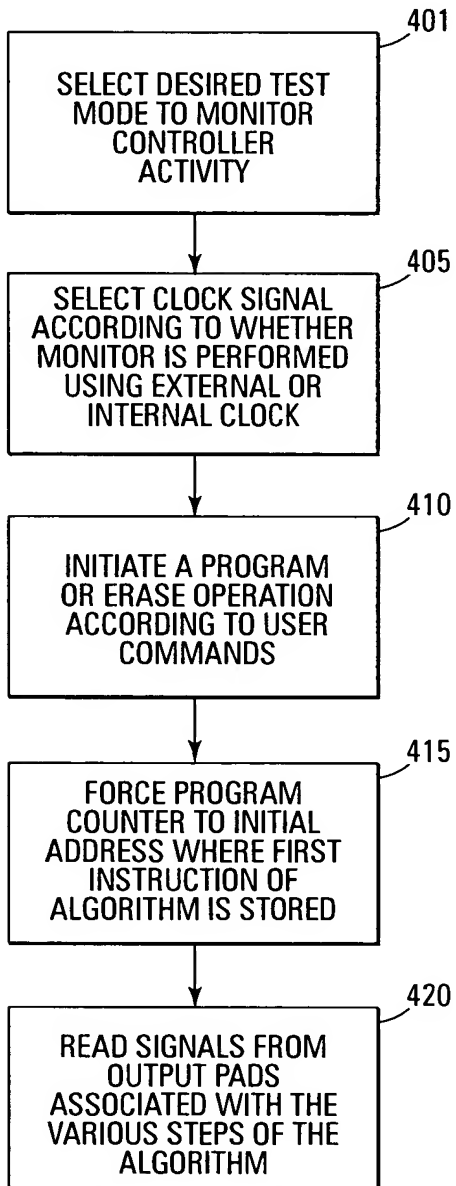 401
SELECT DESIRED TEST
MODE TO MONITOR
CONTROLLER
ACTIVITY
405
SELECT CLOCK SIGNAL
ACCORDING TO WHETHER
MONITOR IS PERFORMED
USING EXTERNAL OR
INTERNAL CLOCK
410
INITIATE A PROGRAM
OR ERASE OPERATION
ACCORDING TO USER
COMMANDS
415
FORCE PROGRAM
COUNTER TO INITIAL
ADDRESS WHERE FIRST
INSTRUCTION OF
ALGORITHM IS STORED
420
READ SIGNALS FROM
OUTPUT PADS
ASSOCIATED WITH THE
VARIOUS STEPS OF THE
ALGORITHM